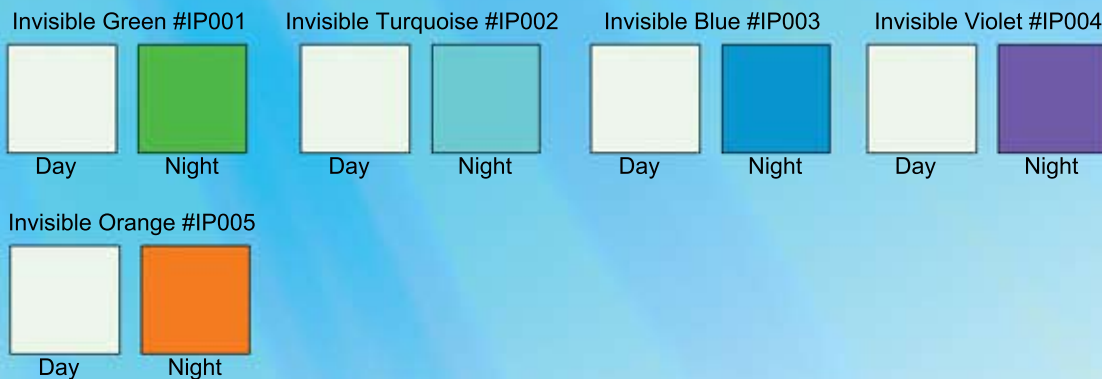 Invisible Green #IP001 Invisible Turquoise #IP002 Invisible Blue #IP003 Invisible Violet #IP004
Day Night Day Night Day Night Day Night
Invisible Orange #IP005
Day Night